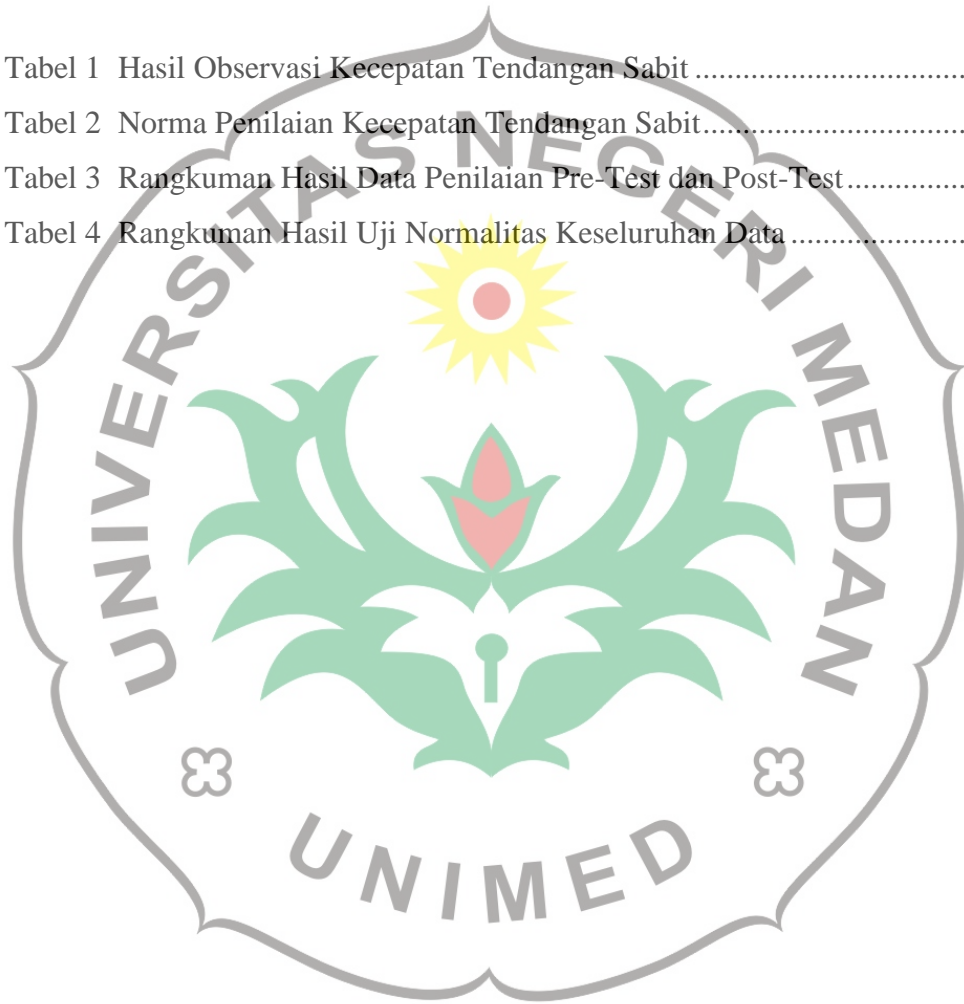 Tabel 1 Hasil Observasi Kecepatan Tendangan Sabit ..............................
Tabel 2 Norma Penilaian Kecepatan Tendangan Sabit..............................
Tabel 3 Rangkuman Hasil Data Penilaian Pre-Test dan Post-Test ...............
Tabel 4 Rangkuman Hasil Uji Normalitas Keseluruhan Data ......................
UNIVERSITAS NEGERI MEDAN
UNIMED